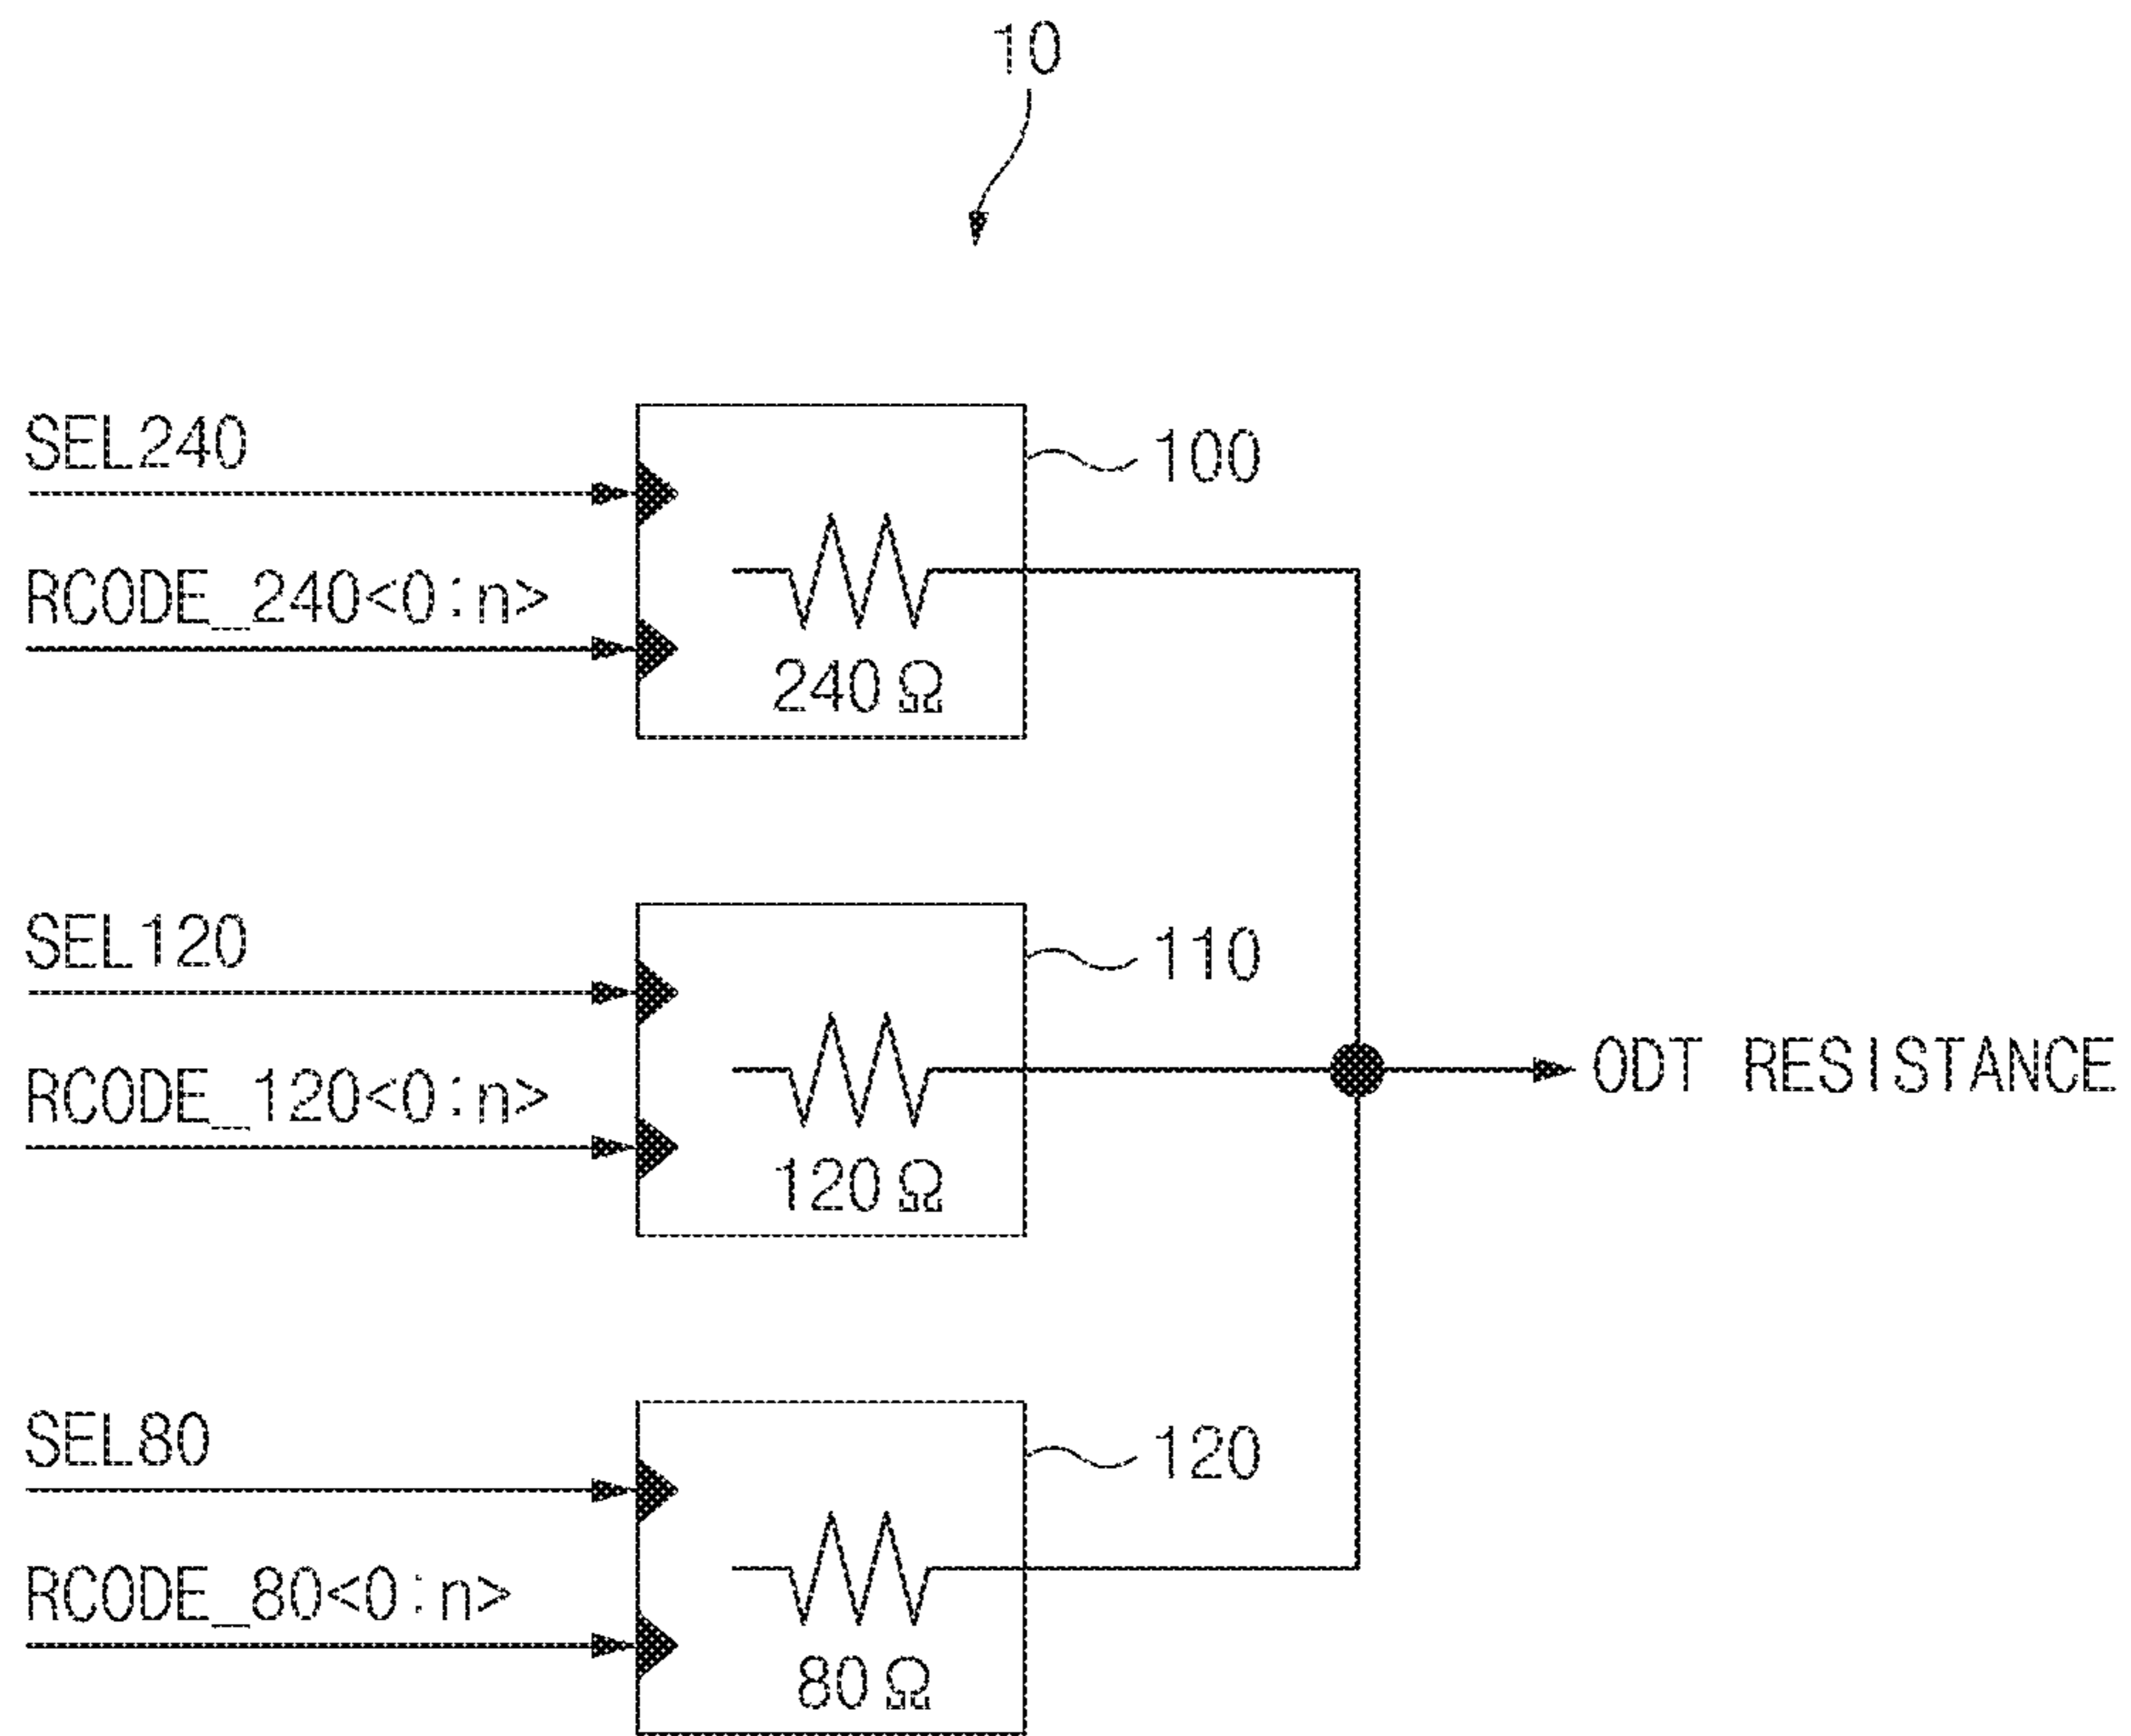 10
SEL240
100
RCODE_240<0:n>
240Ω
SEL120
110
RCODE_120<0:n>
ODT RESISTANCE
120Ω
SEL80
120
RCODE_80<0:n>
80Ω